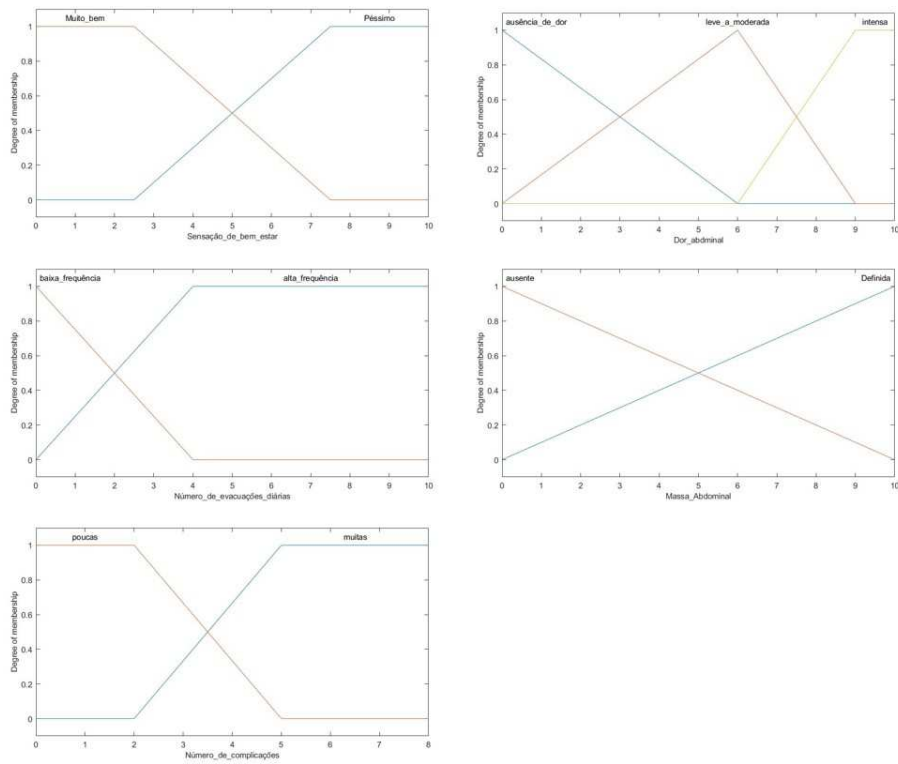 Muito_bem
Péssimo
1
0.8
0.6
0.4
0.2
0
Degree of membership
0 1 2 3 4 5 6 7 8 9 10
Sensação_de_bem_estar
ausência_de_dor
leve_a_moderada
intensa
1
0.8
0.6
0.4
0.2
0
Degree of membership
0 1 2 3 4 5 6 7 8 9 10
Dor_abdminal
baixa_frequência
alta_frequência
1
0.8
0.6
0.4
0.2
0
Degree of membership
0 1 2 3 4 5 6 7 8 9 10
Número_de_evacuações_diárias
ausente
Definida
1
0.8
0.6
0.4
0.2
0
Degree of membership
0 1 2 3 4 5 6 7 8 9 10
Massa_Abdominal
poucas
muitas
1
0.8
0.6
0.4
0.2
0
Degree of membership
0 1 2 3 4 5 6 7 8
Número_de_complicações